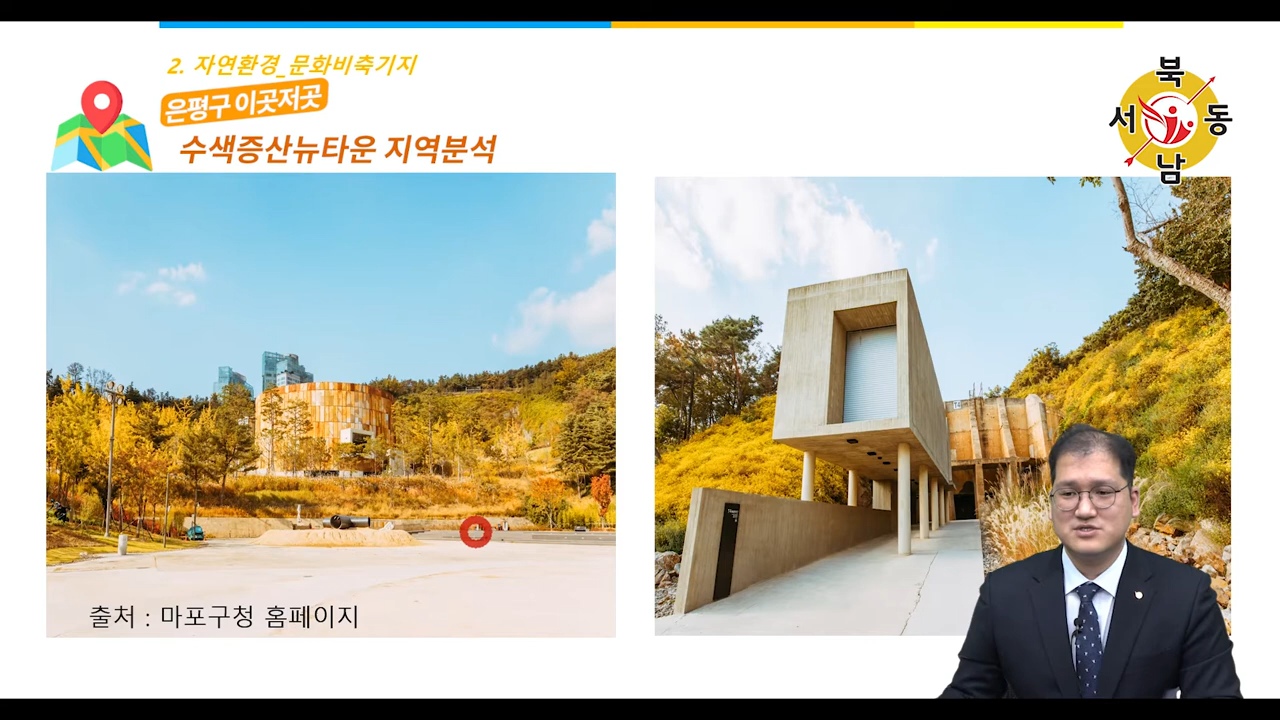 2. 자연환경_문화비축기지
은평구 이곳저곳
수색증산뉴타운 지역분석
북
서
동
남
출처 : 마포구청 홈페이지